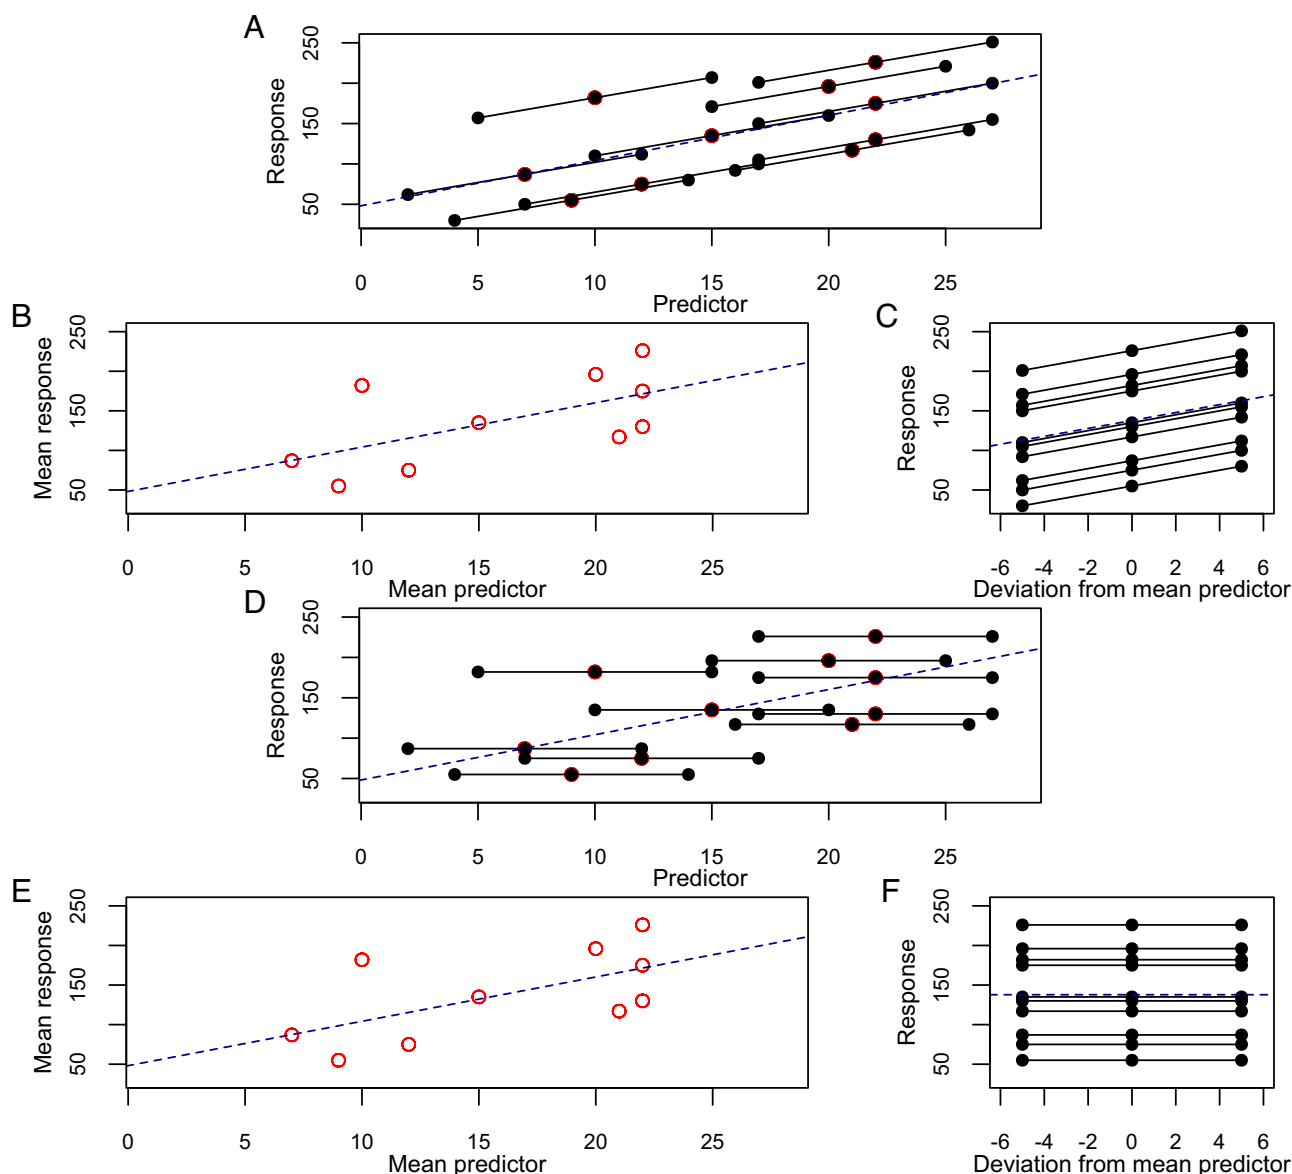 A
Response
50 150 250
0 5 10 15 20 25
Predictor
B
Mean response
50 150 250
0 5 10 15 20 25
Mean predictor
C
Response
50 150 250
-6 -4 -2 0 2 4 6
Deviation from mean predictor
D
Response
50 150 250
0 5 10 15 20 25
Predictor
E
Mean response
50 150 250
0 5 10 15 20 25
Mean predictor
F
Response
50 150 250
-6 -4 -2 0 2 4 6
Deviation from mean predictor